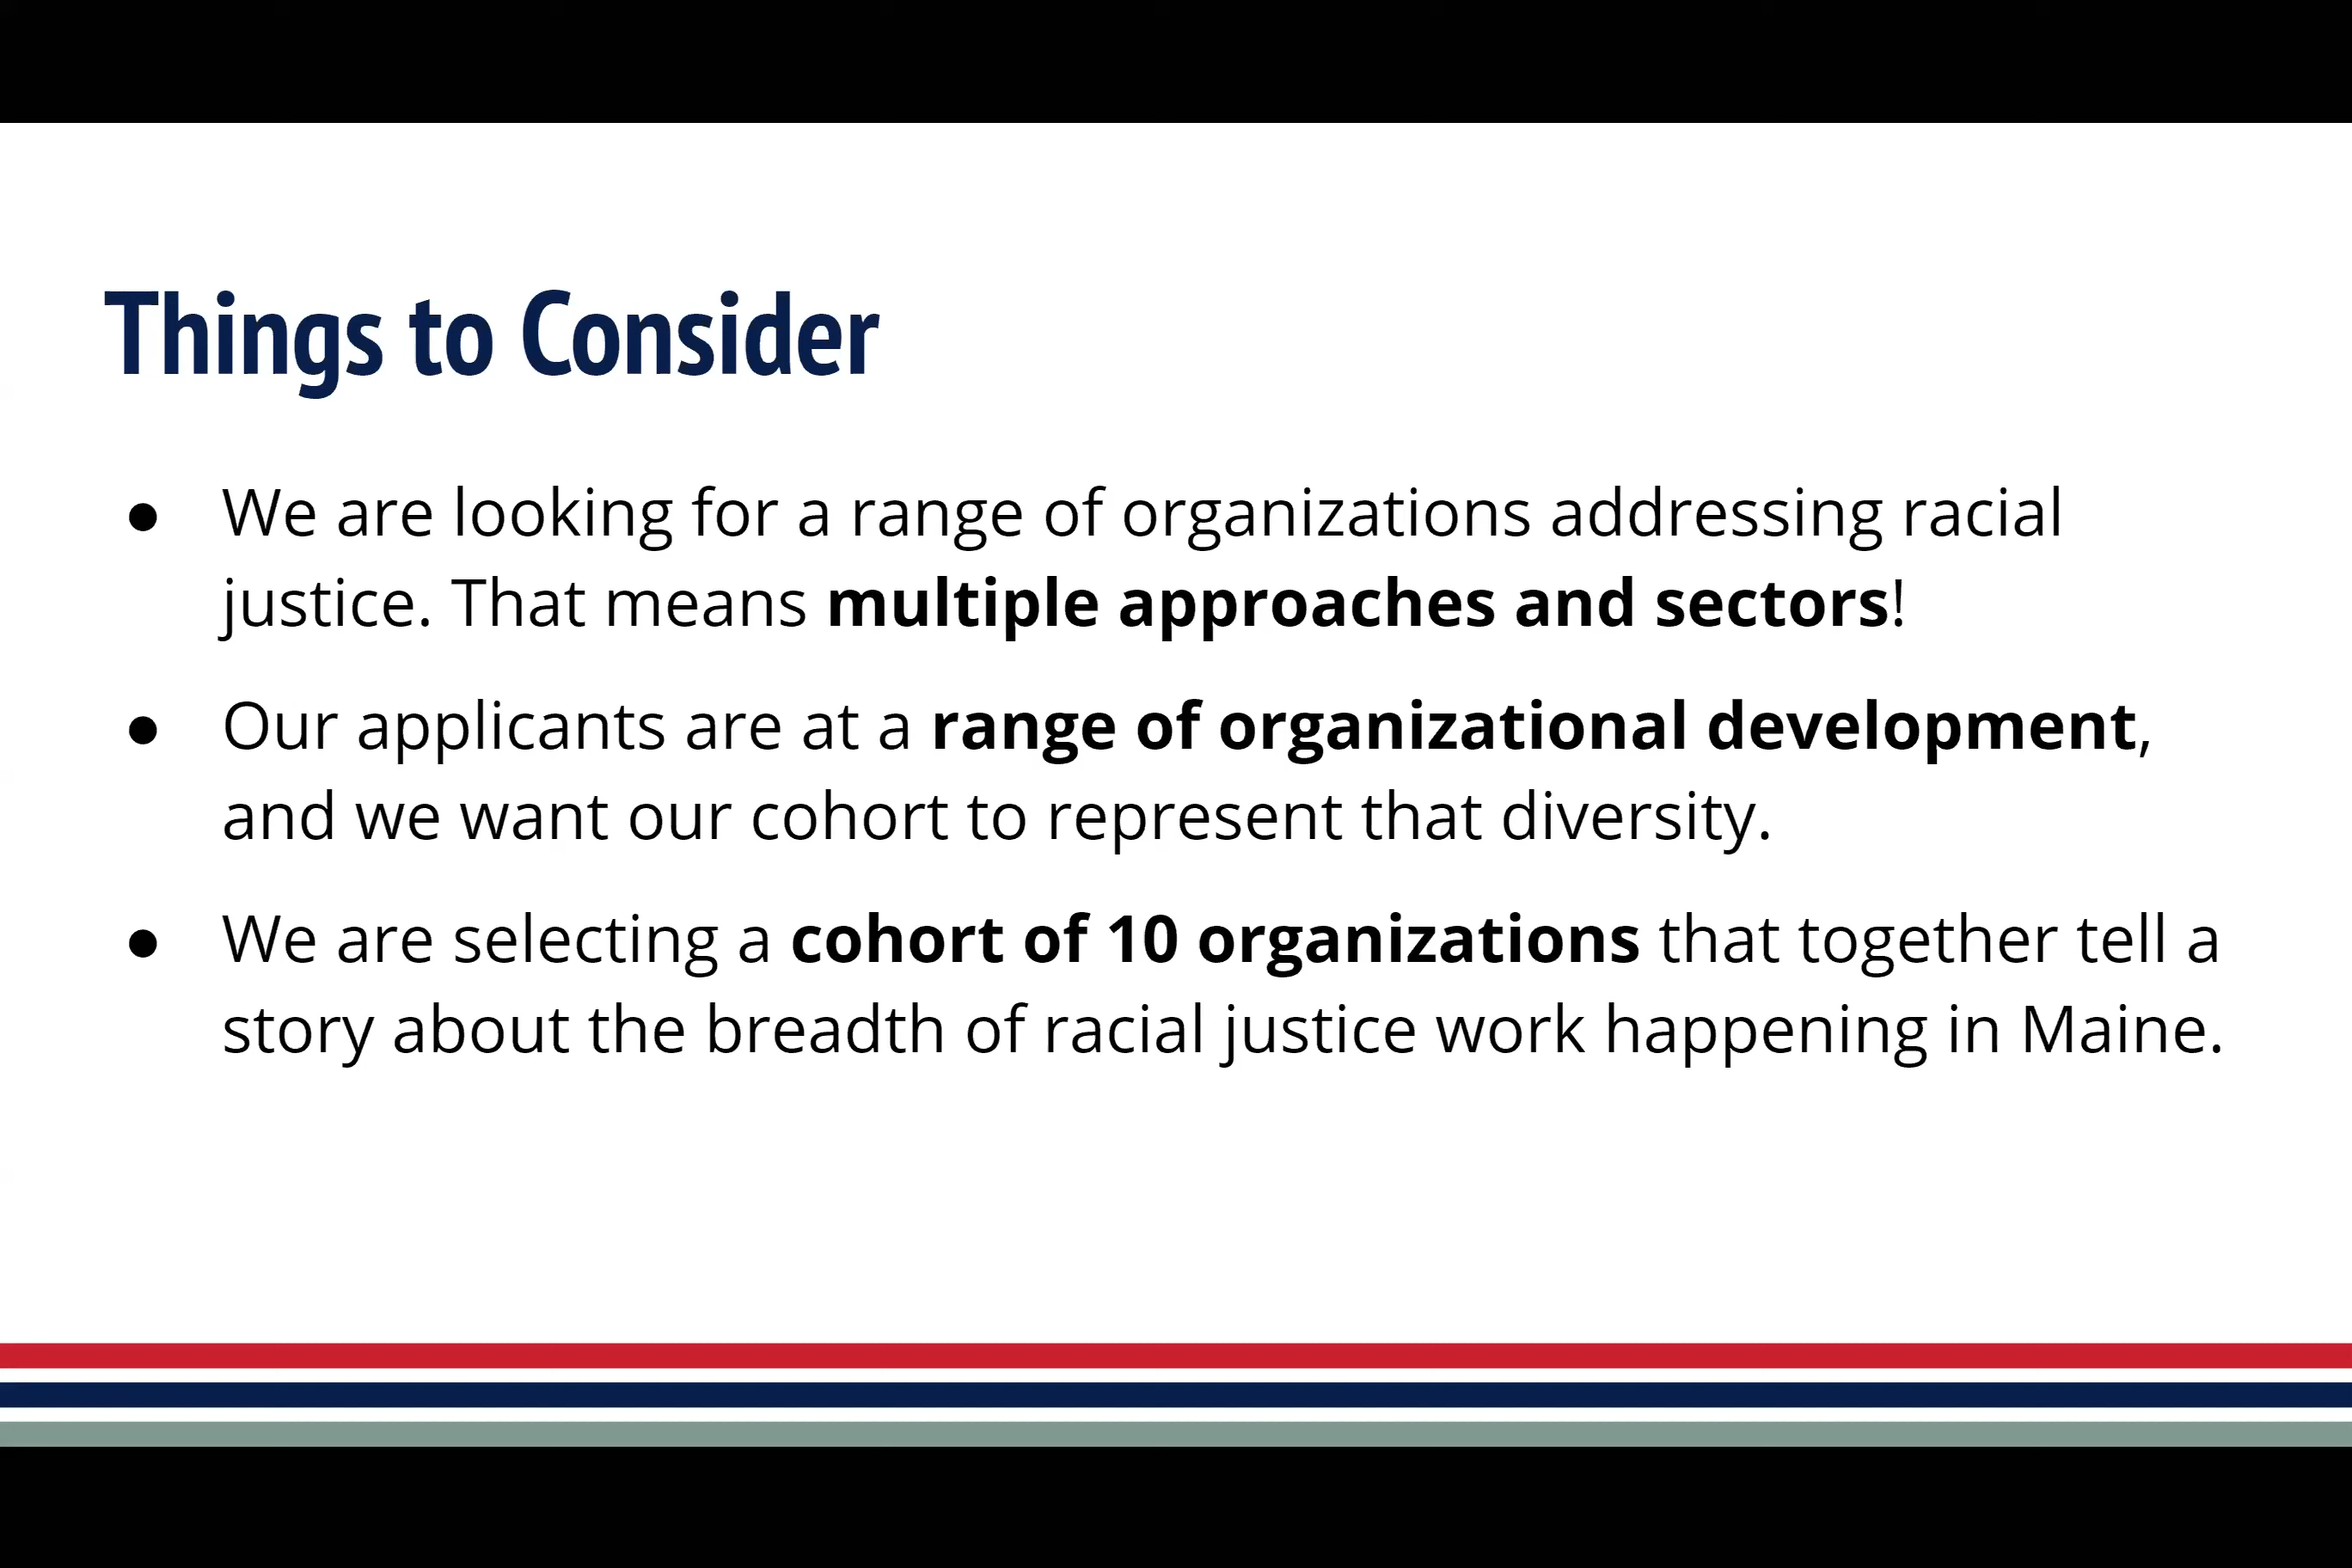 Things to Consider
● We are looking for a range of organizations addressing racial
justice. That means multiple approaches and sectors!
● Our applicants are at a range of organizational development,
and we want our cohort to represent that diversity.
● We are selecting a cohort of 10 organizations that together tell a
story about the breadth of racial justice work happening in Maine.